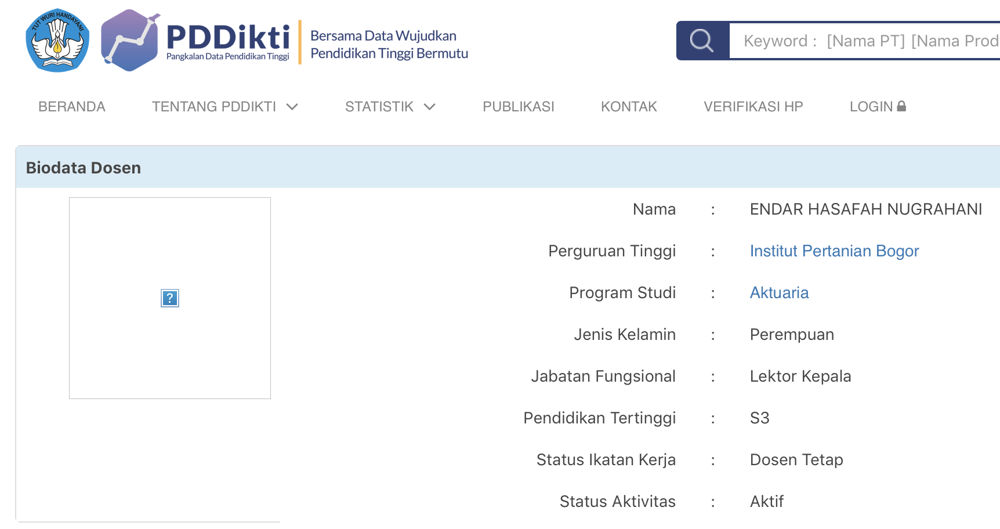 TUT WURI HANDAYANI
PDDikti
Pangkalan Data Pendidikan Tinggi
Bersama Data Wujudkan
Pendidikan Tinggi Bermutu
Keyword : [Nama PT] [Nama Prod
BERANDA
TENTANG PDDIKTI
STATISTIK
PUBLIKASI
KONTAK
VERIFIKASI HP
LOGIN
Biodata Dosen
?
Nama : ENDAR HASAFAH NUGRAHANI
Perguruan Tinggi : Institut Pertanian Bogor
Program Studi : Aktuaria
Jenis Kelamin : Perempuan
Jabatan Fungsional : Lektor Kepala
Pendidikan Tertinggi : S3
Status Ikatan Kerja : Dosen Tetap
Status Aktivitas : Aktif